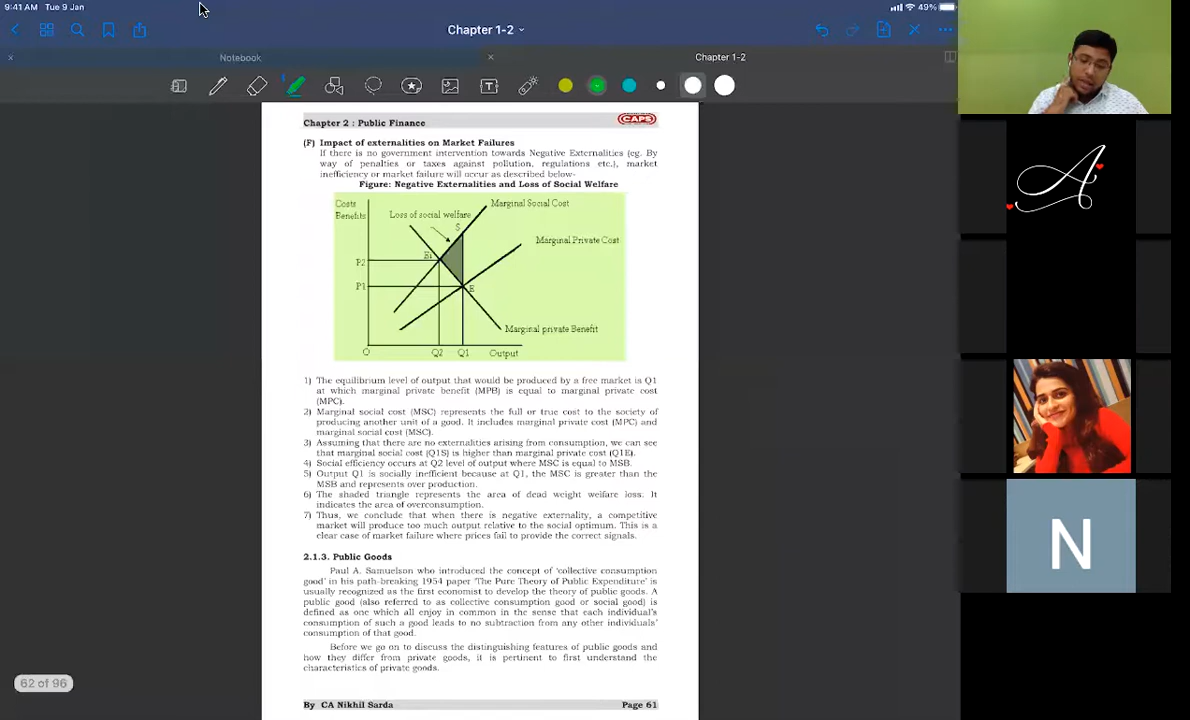 9:41 AM Tue 9 Jan
49%
Chapter 1-2
Notebook
Chapter 1-2
Chapter 2 : Public Finance
CAPS
(F) Impact of externalities on Market Failures
If there is no government intervention towards Negative Externalities (eg. By
way of penalties or taxes against pollution, regulations etc.), market
inefficiency or market failure will occur as described below-
Figure: Negative Externalities and Loss of Social Welfare
Costs
Benefits
Loss of social welfare
Marginal Social Cost
S
Marginal Private Cost
E1
P2
P1
E
Marginal private Benefit
O
Q2
Q1
Output
1) The equilibrium level of output that would be produced by a free market is Q1
at which marginal private benefit (MPB) is equal to marginal private cost
(MPC).
2) Marginal social cost (MSC) represents the full or true cost to the society of
producing another unit of a good. It includes marginal private cost (MPC) and
marginal social cost (MSC).
3) Assuming that there are no externalities arising from consumption, we can see
that marginal social cost (Q1S) is higher than marginal private cost (Q1E).
4) Social efficiency occurs at Q2 level of output where MSC is equal to MSB.
5) Output Q1 is socially inefficient because at Q1, the MSC is greater than the
MSB and represents over production.
6) The shaded triangle represents the area of dead weight welfare loss. It
indicates the area of overconsumption.
7) Thus, we conclude that when there is negative externality, a competitive
market will produce too much output relative to the social optimum. This is a
clear case of market failure where prices fail to provide the correct signals.
2.1.3. Public Goods
Paul A. Samuelson who introduced the concept of 'collective consumption
good' in his path-breaking 1954 paper 'The Pure Theory of Public Expenditure' is
usually recognized as the first economist to develop the theory of public goods. A
public good (also referred to as collective consumption good or social good) is
defined as one which all enjoy in common in the sense that each individual's
consumption of such a good leads to no subtraction from any other individuals'
consumption of that good.
Before we go on to discuss the distinguishing features of public goods and
how they differ from private goods, it is pertinent to first understand the
characteristics of private goods.
62 of 96
By CA Nikhil Sarda
Page 61
A
N